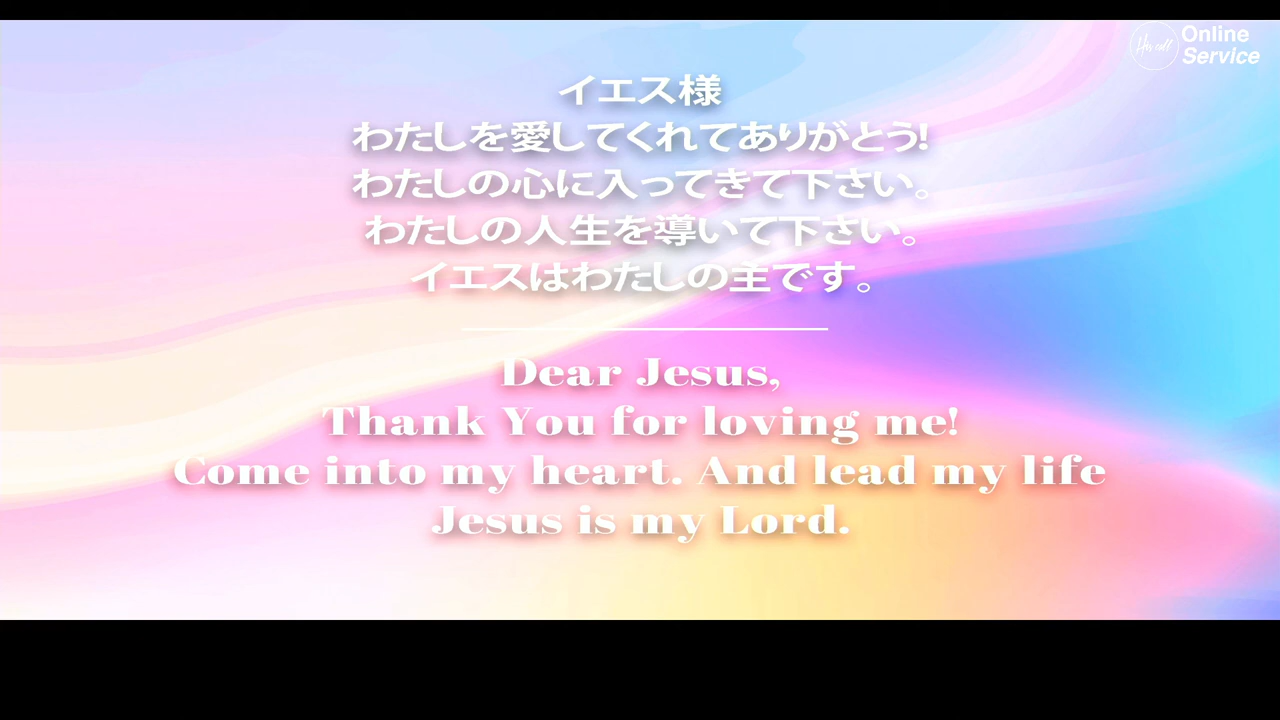 His call
Online
Service
イエス様
わたしを愛してくれてありがとう!
わたしの心に入ってきて下さい。
わたしの人生を導いて下さい。
イエスはわたしの主です。
Dear Jesus,
Thank You for loving me!
Come into my heart. And lead my life
Jesus is my Lord.